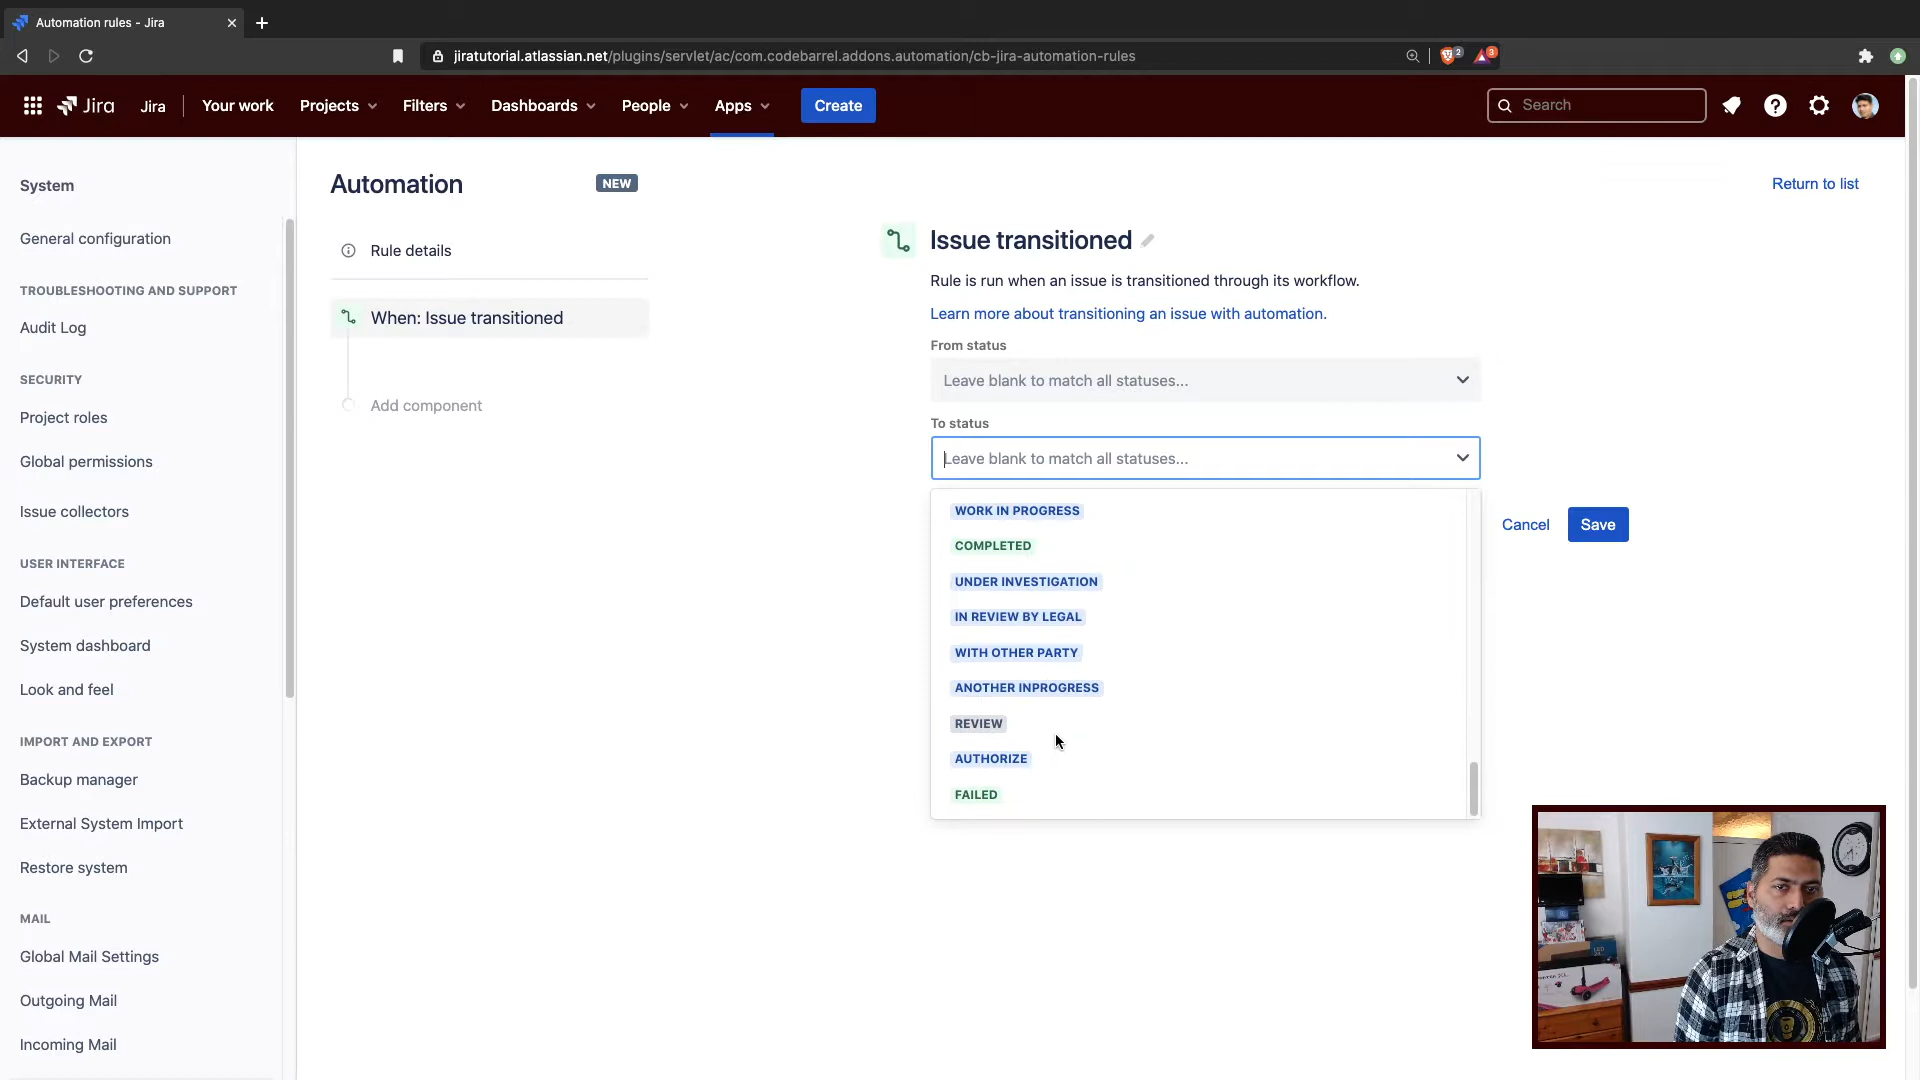 Automation rules - Jira
jiratutorial.atlassian.net/plugins/servlet/ac/com.codebarrel.addons.automation/cb-jira-automation-rules
2
3
Jira
Jira
Your work
Projects
Filters
Dashboards
People
Apps
Create
Search
System
General configuration
TROUBLESHOOTING AND SUPPORT
Audit Log
SECURITY
Project roles
Global permissions
Issue collectors
USER INTERFACE
Default user preferences
System dashboard
Look and feel
IMPORT AND EXPORT
Backup manager
External System Import
Restore system
MAIL
Global Mail Settings
Outgoing Mail
Incoming Mail
Automation
NEW
Return to list
Rule details
When: Issue transitioned
Add component
Issue transitioned
Rule is run when an issue is transitioned through its workflow.
Learn more about transitioning an issue with automation.
From status
Leave blank to match all statuses...
To status
Leave blank to match all statuses...
WORK IN PROGRESS
COMPLETED
UNDER INVESTIGATION
IN REVIEW BY LEGAL
WITH OTHER PARTY
ANOTHER INPROGRESS
REVIEW
AUTHORIZE
FAILED
Cancel
Save